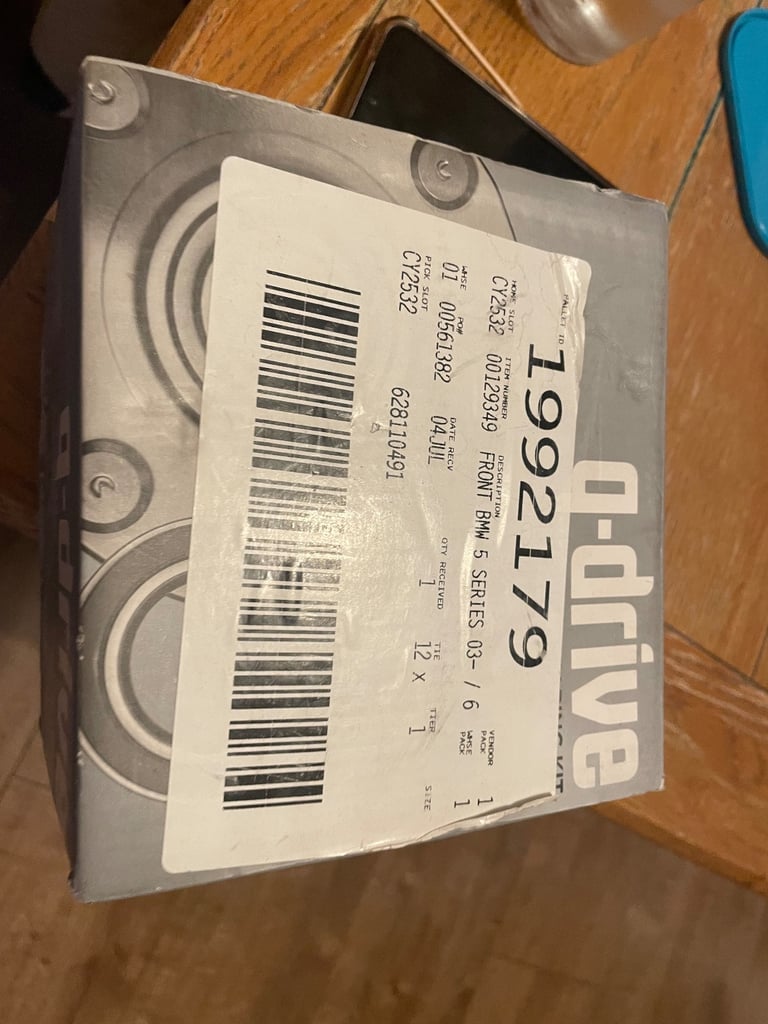 PALLET ID
1992179
HOME SLOT ITEM NUMBER DESCRIPTION VENDOR PACK 1
CY2532 00129349 FRONT BMW 5 SERIES 03- / 6
WHSE PO# DATE RECV QTY RECEIVED TIE TIER WHSE PACK 1
01 00561382 04JUL 1 12 X 1
PICK SLOT SIZE
CY2532 628110491
a-drive
KIT
a-drive